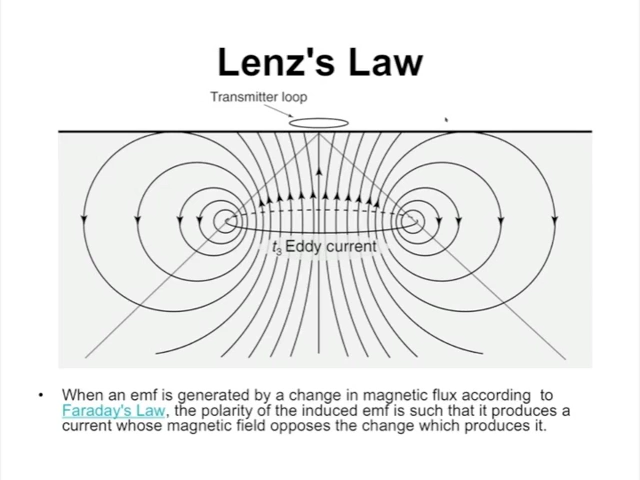 Lenz's Law
Transmitter loop
t3 Eddy current
• When an emf is generated by a change in magnetic flux according to
Faraday's Law, the polarity of the induced emf is such that it produces a
current whose magnetic field opposes the change which produces it.